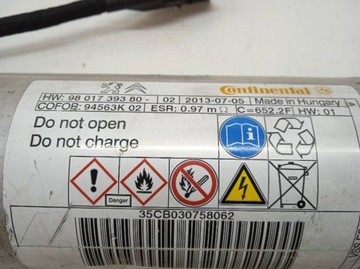 Continental
HW: 98 017 393 80 - 02 2013-07-05 Made in Hungary
COFOR: 94563K 02 ESR: 0.97 mΩ C=652.2F HW: 01
Do not open
Do not charge
Danger
35CB030758062